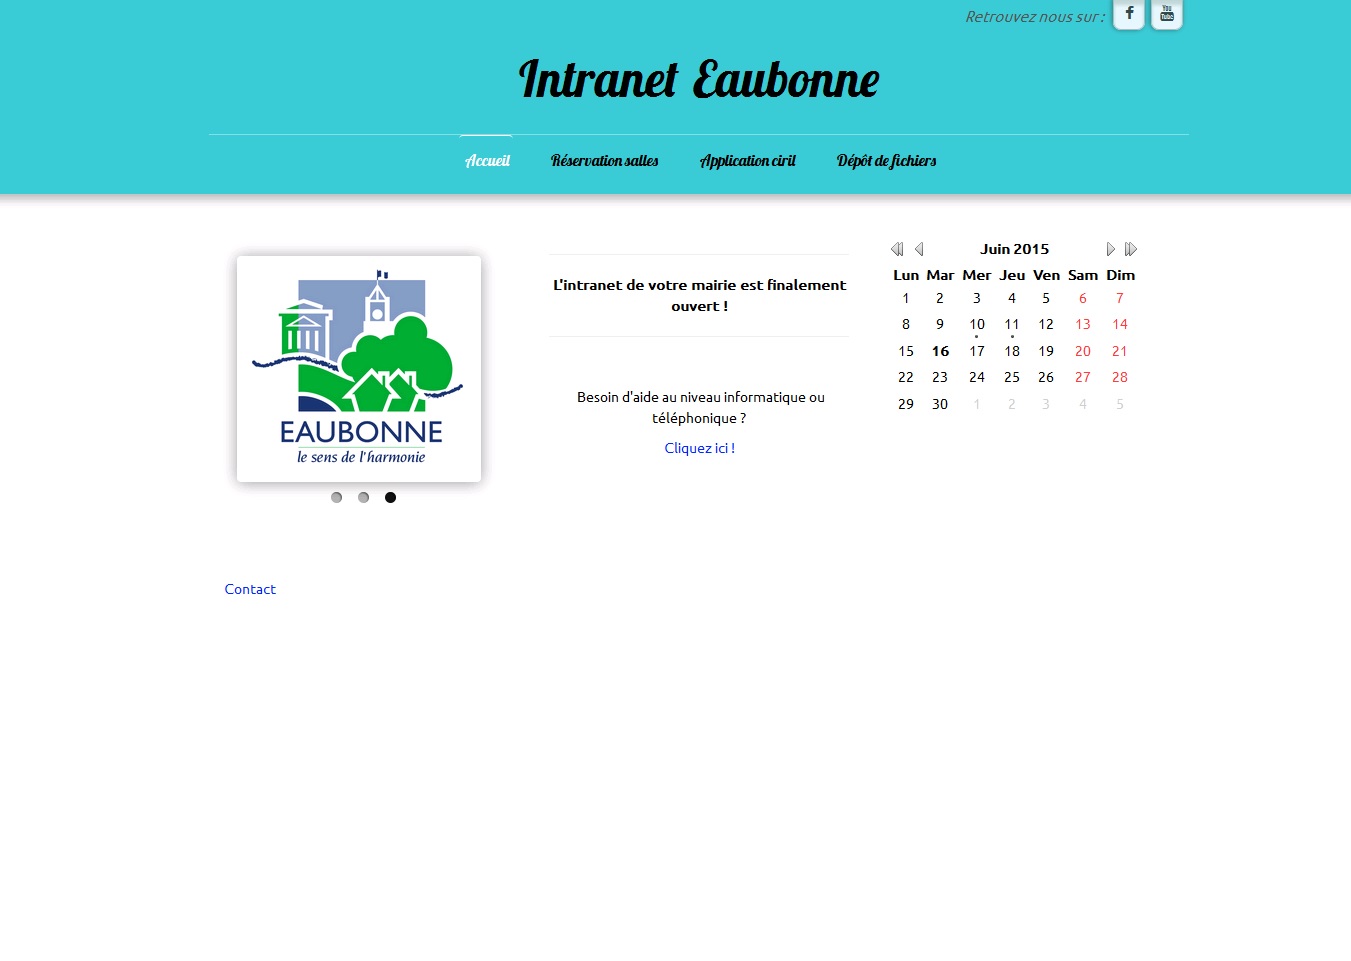 Retrouvez nous sur :
You
Tube
Intranet Eaubonne
Accueil Réservation salles Application ciril Dépôt de fichiers
EAUBONNE
le sens de l'harmonie
L'intranet de votre mairie est finalement
ouvert !
Besoin d'aide au niveau informatique ou
téléphonique ?
Cliquez ici !
Juin 2015
Lun Mar Mer Jeu Ven Sam Dim
1 2 3 4 5 6 7
8 9 10 11 12 13 14
15 16 17 18 19 20 21
22 23 24 25 26 27 28
29 30 1 2 3 4 5
Contact